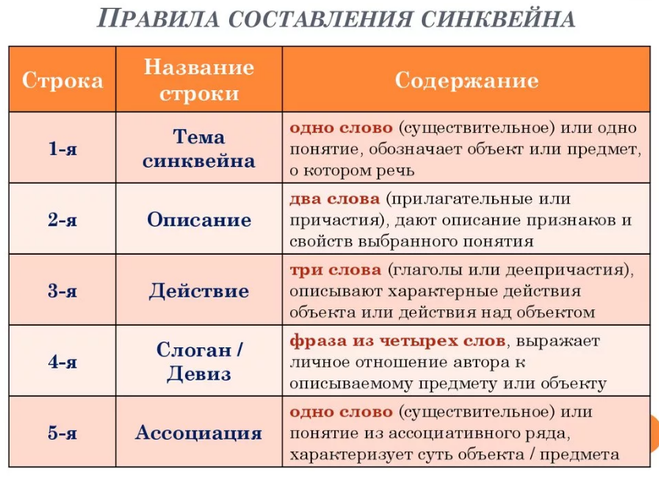 ПРАВИЛА СОСТАВЛЕНИЯ СИНКВЕЙНА
Строка
Название
строки
Содержание
1-я
Тема
синквейна
одно слово (существительное) или одно
понятие, обозначает объект или предмет,
о котором речь
2-я
Описание
два слова (прилагательные или
причастия), дают описание признаков и
свойств выбранного понятия
3-я
Действие
три слова (глаголы или деепричастия),
описывают характерные действия
объекта или действия над объектом
4-я
Слоган /
Девиз
фраза из четырех слов, выражает
личное отношение автора к
описываемому предмету или объекту
5-я
Ассоциация
одно слово (существительное) или
понятие из ассоциативного ряда,
характеризует суть объекта / предмета